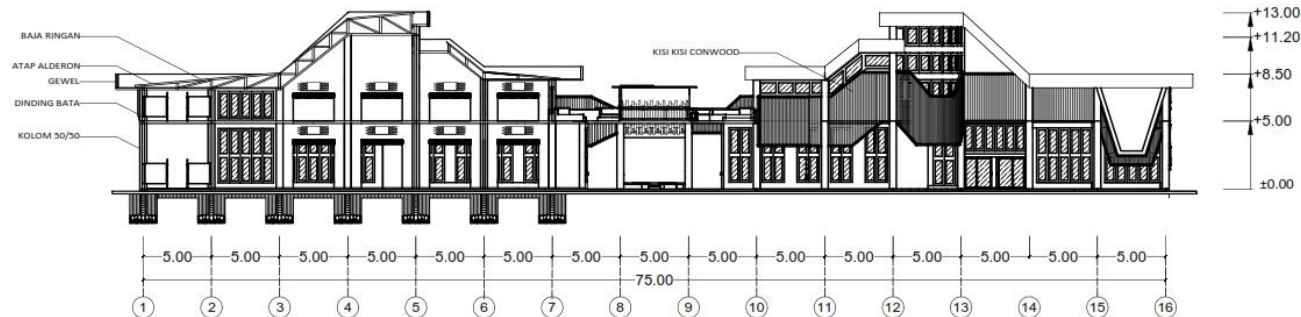 BAJA RINGAN
ATAP ALDERON
GEWEL
DINDING BATA
KOLOM 50/50
KISI KISI CONWOOD
+13.00
+11.20
+8.50
+5.00
±0.00
5.00 5.00 5.00 5.00 5.00 5.00 5.00 5.00 5.00 5.00 5.00 5.00 5.00 5.00 5.00
75.00
1 2 3 4 5 6 7 8 9 10 11 12 13 14 15 16